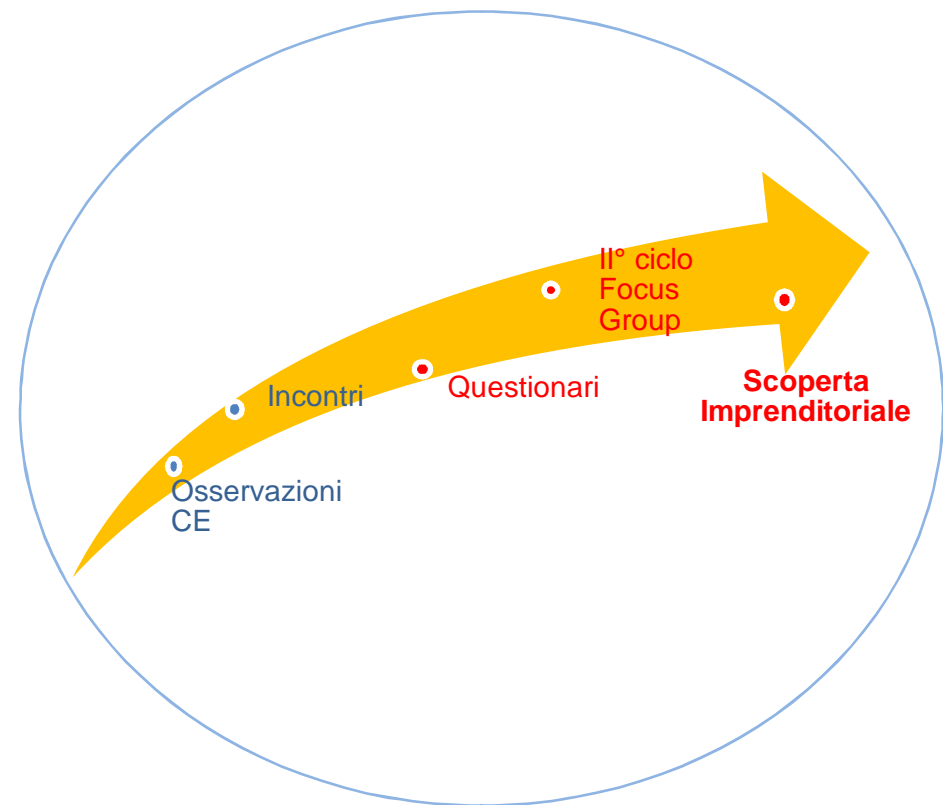 II° ciclo
Focus
Group
Incontri
Questionari
Scoperta
Imprenditoriale
Osservazioni
CE